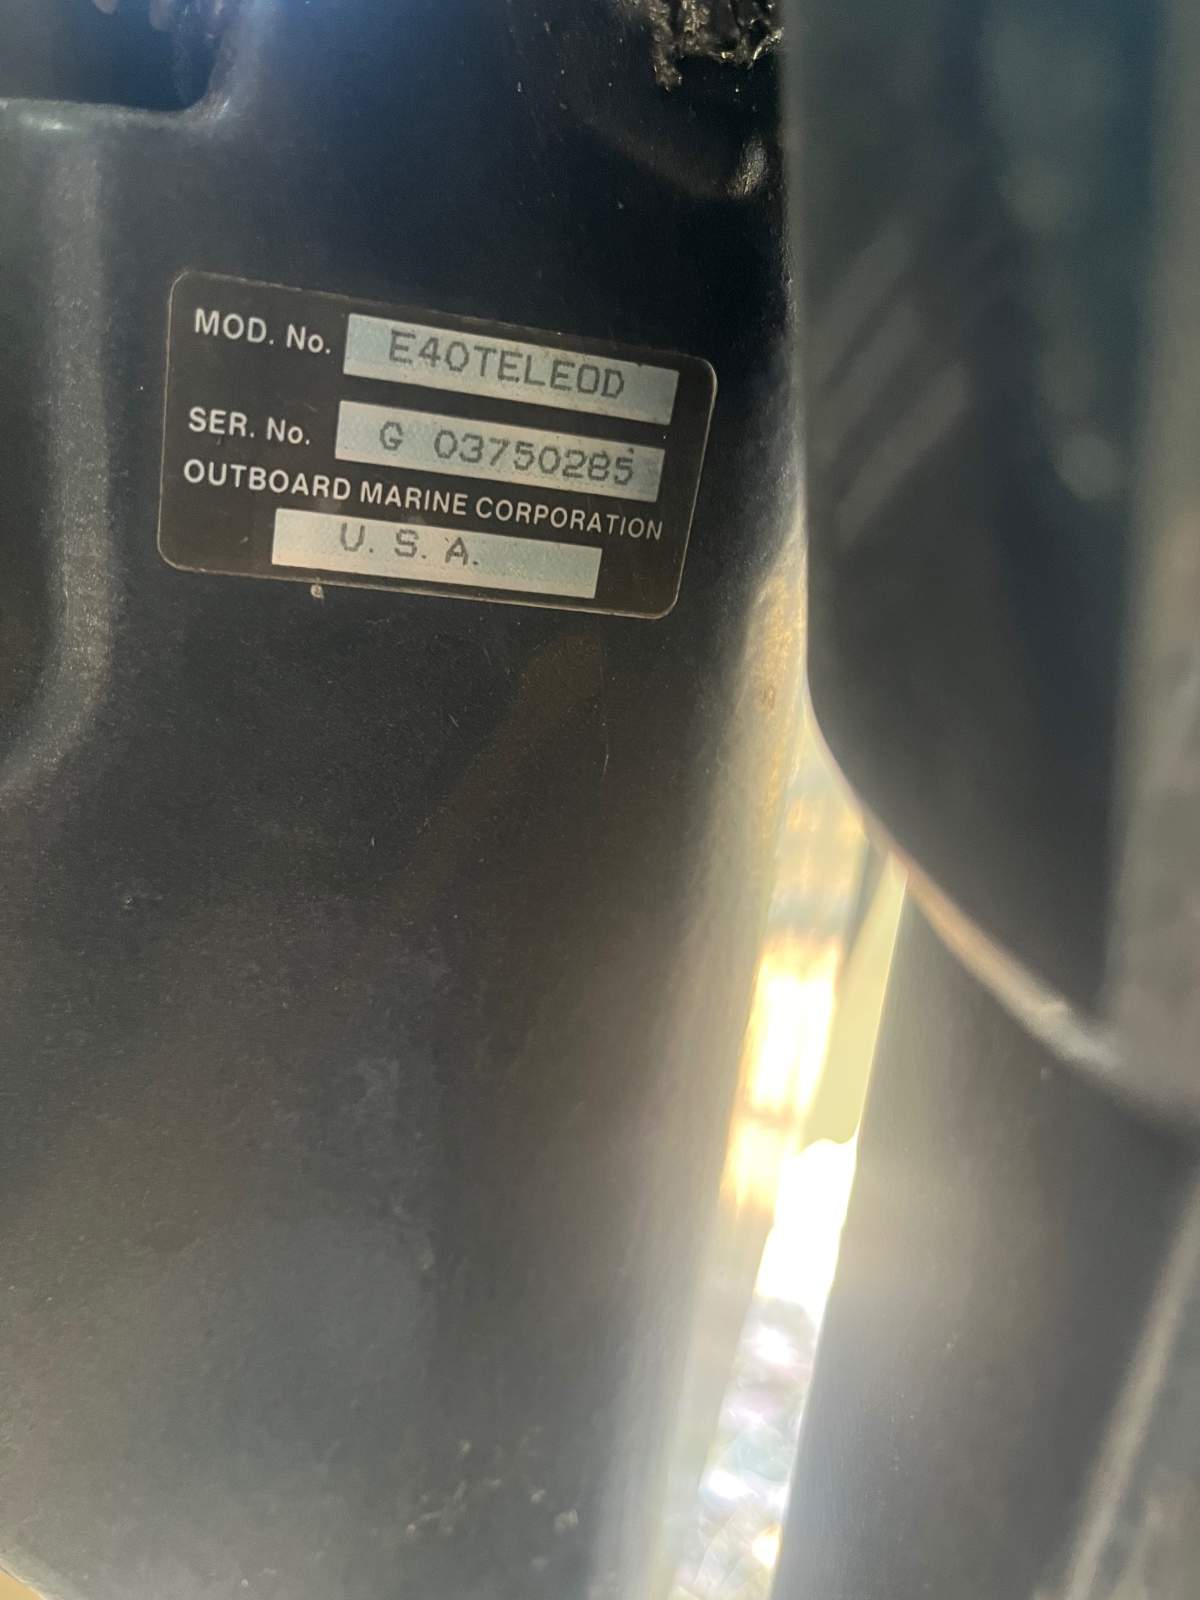 MOD. No. E40TELEOD
SER. No. G 03750285
OUTBOARD MARINE CORPORATION
U. S. A.